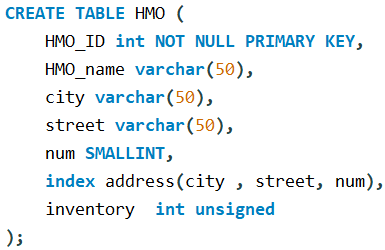 CREATE TABLE HMO (
    HMO_ID int NOT NULL PRIMARY KEY,
    HMO_name varchar(50),
    city varchar(50),
    street varchar(50),
    num SMALLINT,
    index address(city , street, num),
    inventory  int unsigned
);